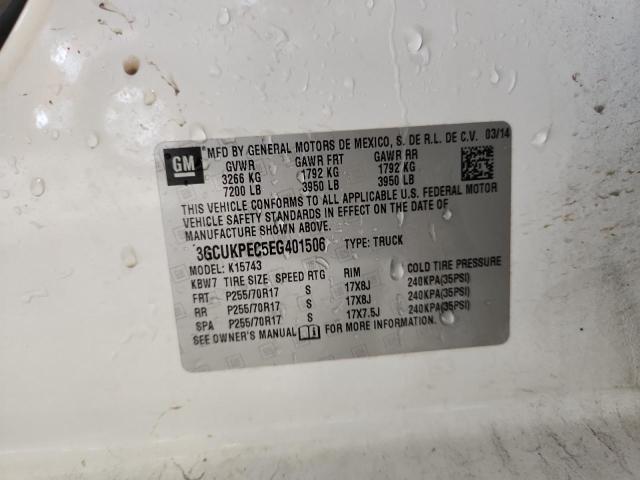 GM
MFD BY GENERAL MOTORS DE MEXICO, S. DE R.L. DE C.V. 03/14
GVWR GAWR FRT GAWR RR
3266 KG 1792 KG 1792 KG
7200 LB 3950 LB 3950 LB
THIS VEHICLE CONFORMS TO ALL APPLICABLE U.S. FEDERAL MOTOR
VEHICLE SAFETY STANDARDS IN EFFECT ON THE DATE OF
MANUFACTURE SHOWN ABOVE.
3GCUKPEC5EG401506 TYPE: TRUCK
MODEL: K15743
KBW7 TIRE SIZE SPEED RTG RIM COLD TIRE PRESSURE
FRT P255/70R17 S 17X8J 240KPA(35PSI)
RR P255/70R17 S 17X8J 240KPA(35PSI)
SPA P255/70R17 S 17X7.5J 240KPA(35PSI)
SEE OWNER'S MANUAL FOR MORE INFORMATION.